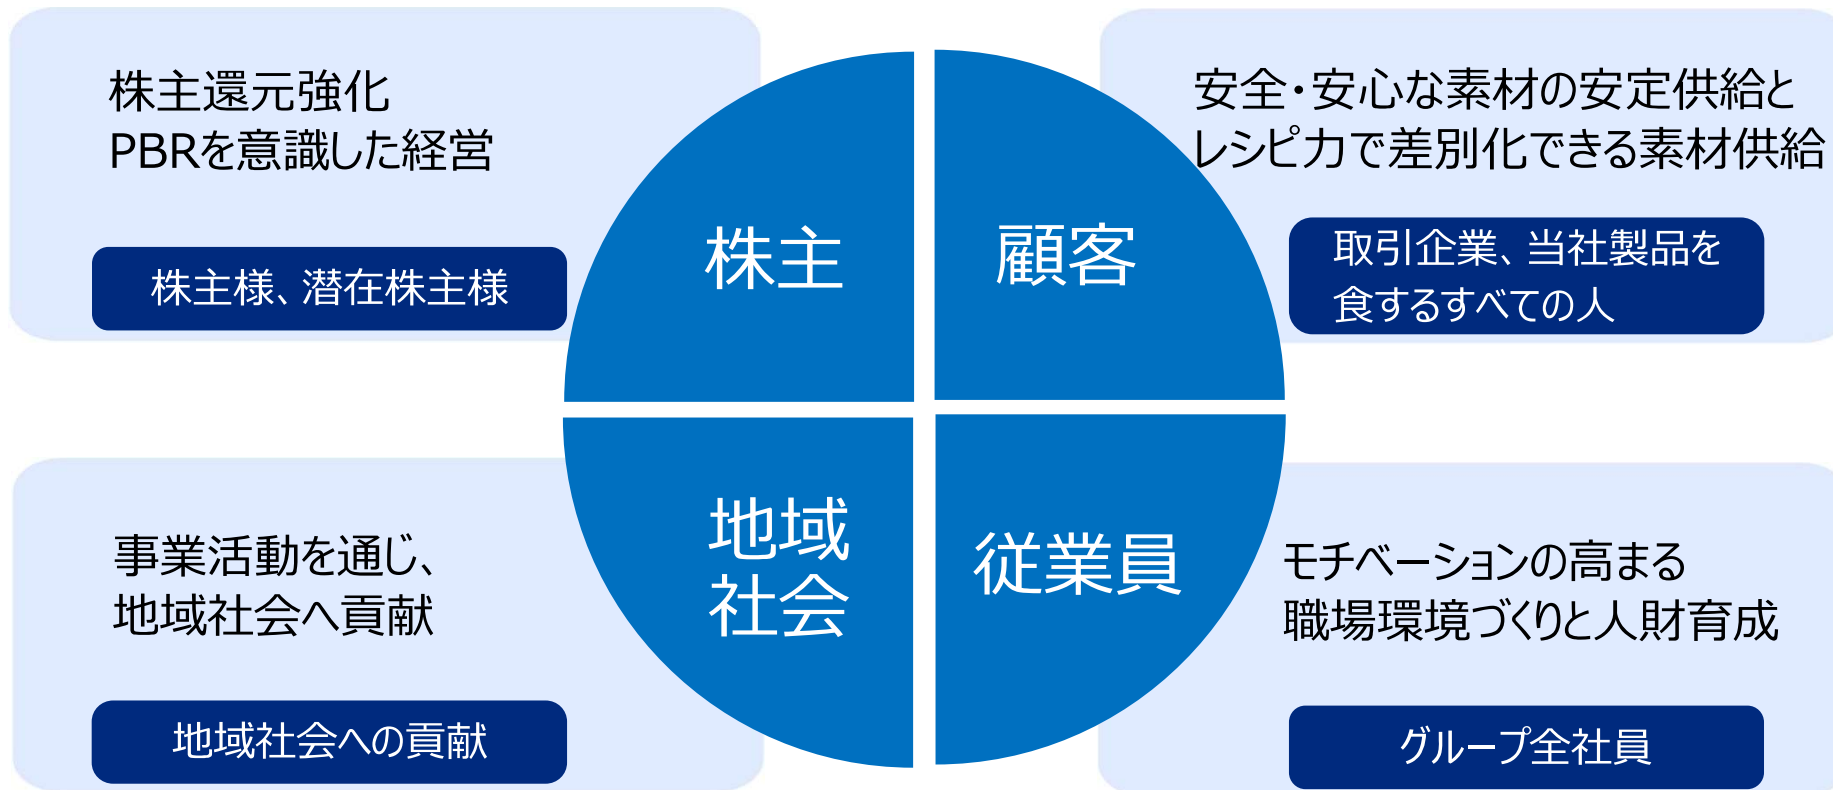 株主還元強化
PBRを意識した経営
株主様、潜在株主様
株主
顧客
安全・安心な素材の安定供給と
レシピ力で差別化できる素材供給
取引企業、当社製品を
食するすべての人
事業活動を通じ、
地域社会へ貢献
地域社会への貢献
地域
社会
従業員
モチベーションの高まる
職場環境づくりと人財育成
グループ全社員